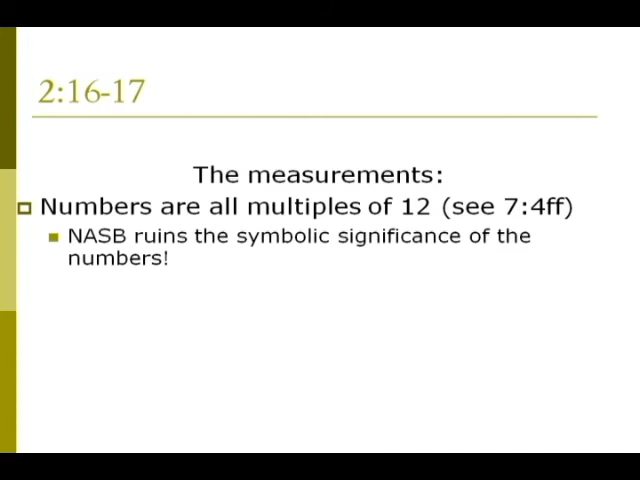 2:16-17
The measurements:
Numbers are all multiples of 12 (see 7:4ff)
NASB ruins the symbolic significance of the
numbers!